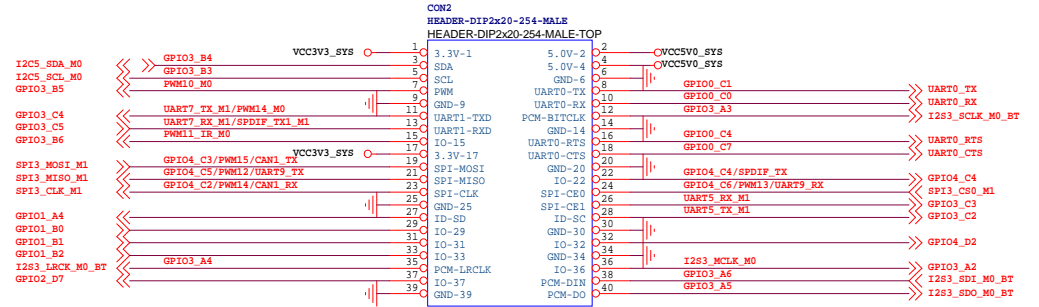 CON2
HEADER-DIP2x20-254-MALE
HEADER-DIP2x20-254-MALE-TOP
VCC3V3_SYS 1 3.3V-1 5.0V-2 2 VCC5V0_SYS
I2C5_SDA_M0 GPIO3_B4 3 SDA 5.0V-4 4 VCC5V0_SYS
I2C5_SCL_M0 GPIO3_B3 5 SCL GND-6 6
GPIO3_B5 PWM10_M0 7 PWM UART0-TX 8 GPIO0_C1 UART0_TX
9 GND-9 UART0-RX 10 GPIO0_C0 UART0_RX
GPIO3_C4 UART7_TX_M1/PWM14_M0 11 UART1-TXD PCM-BITCLK 12 GPIO3_A3 I2S3_SCLK_M0_BT
GPIO3_C5 UART7_RX_M1/SPDIF_TX1_M1 13 UART1-RXD GND-14 14
GPIO3_B6 PWM11_IR_M0 15 IO-15 UART0-RTS 16 GPIO0_C4 UART0_RTS
VCC3V3_SYS 17 3.3V-17 UART0-CTS 18 GPIO0_C7 UART0_CTS
SPI3_MOSI_M1 GPIO4_C3/PWM15/CAN1_TX 19 SPI-MOSI GND-20 20
SPI3_MISO_M1 GPIO4_C5/PWM12/UART9_TX 21 SPI-MISO IO-22 22 GPIO4_C4/SPDIF_TX GPIO4_C4
SPI3_CLK_M1 GPIO4_C2/PWM14/CAN1_RX 23 SPI-CLK SPI-CE0 24 GPIO4_C6/PWM13/UART9_RX SPI3_CS0_M1
25 GND-25 SPI-CE1 26 UART5_RX_M1 GPIO3_C3
GPIO1_A4 27 ID-SD ID-SC 28 UART5_TX_M1 GPIO3_C2
GPIO1_B0 29 IO-29 GND-30 30
GPIO1_B1 31 IO-31 IO-32 32 GPIO4_D2
GPIO1_B2 33 IO-33 GND-34 34
I2S3_LRCK_M0_BT GPIO3_A4 35 PCM-LRCLK IO-36 36 I2S3_MCLK_M0 GPIO3_A2
GPIO2_D7 37 IO-37 PCM-DIN 38 GPIO3_A6 I2S3_SDI_M0_BT
39 GND-39 PCM-DO 40 GPIO3_A5 I2S3_SDO_M0_BT